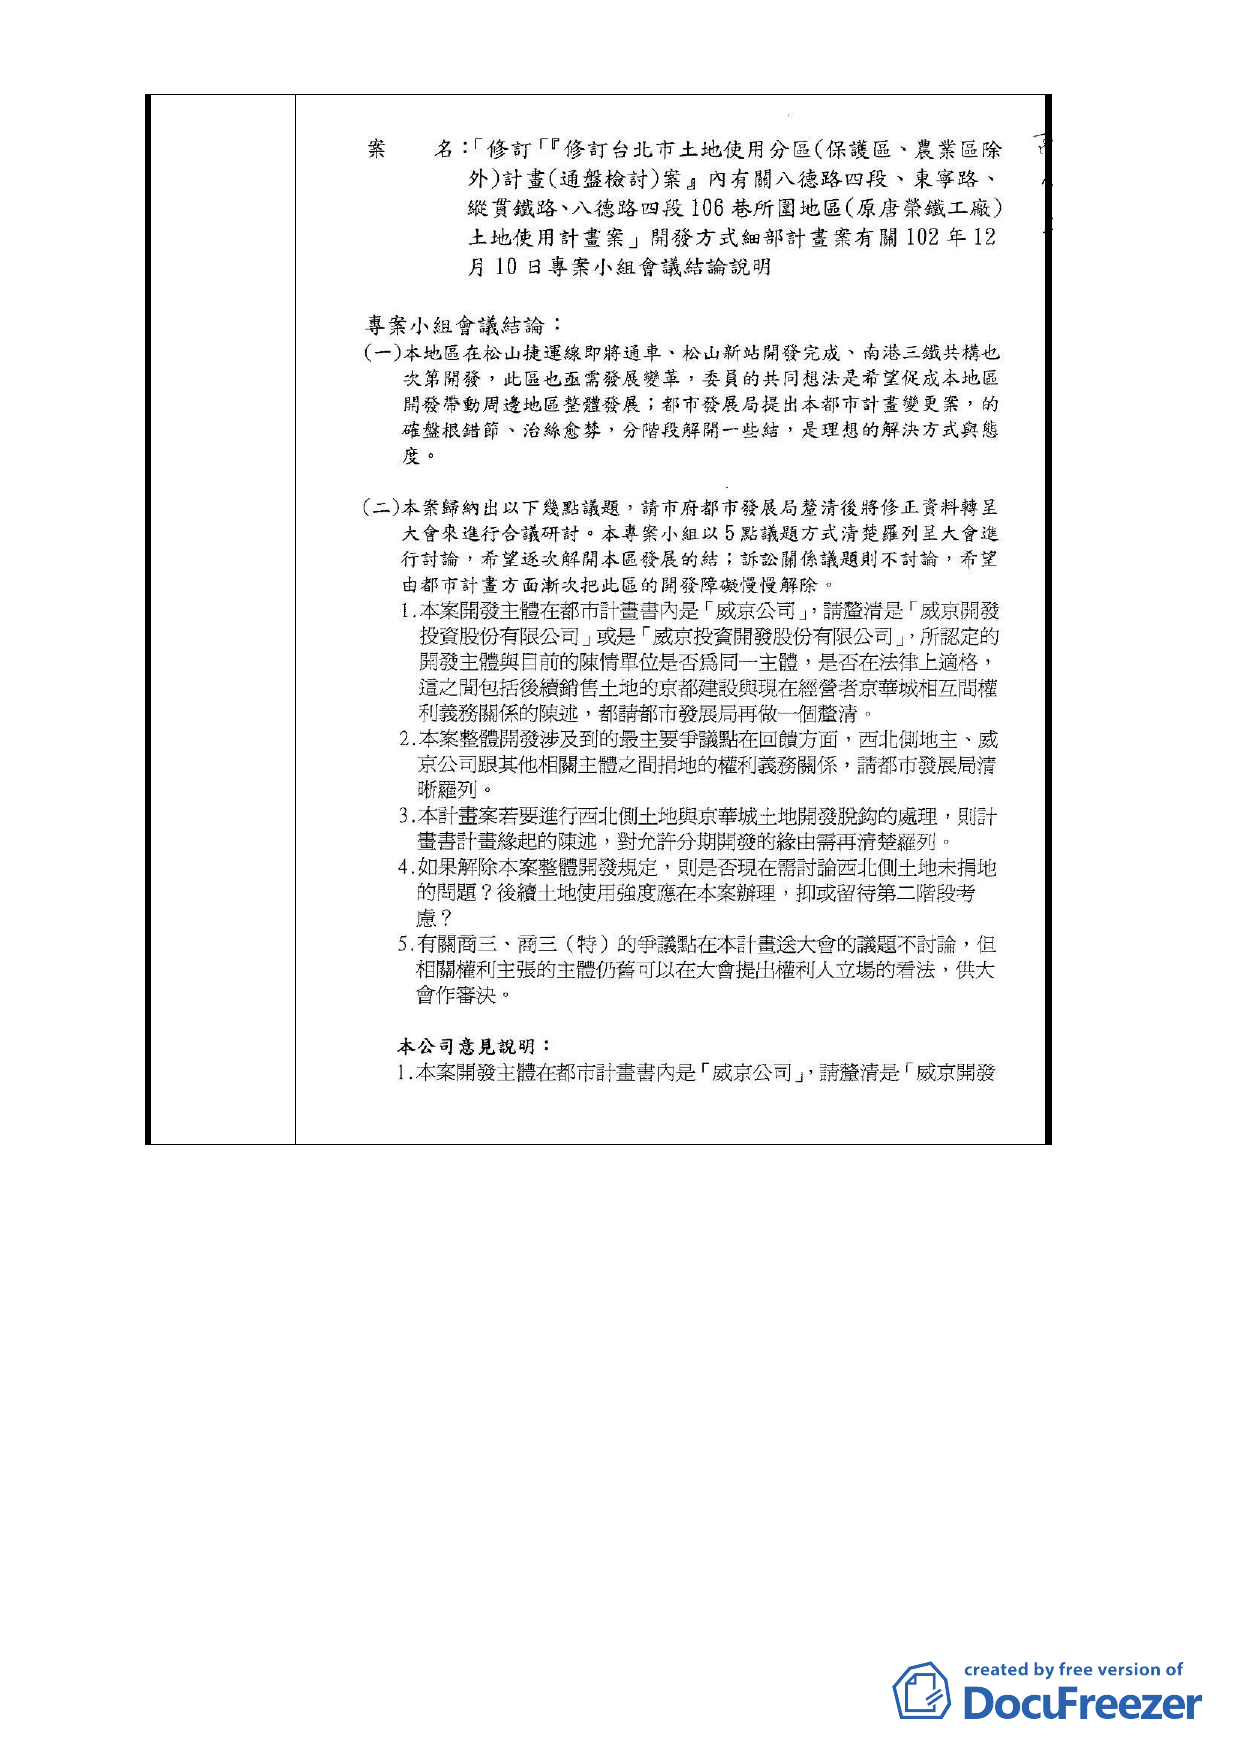 案　　名：「修訂「『修訂台北市土地使用分區(保護區、農業區除
外)計畫(通盤檢討)案』內有關八德路四段、東寧路、
縱貫鐵路、八德路四段 106 巷所圍地區(原唐榮鐵工廠)
土地使用計畫案」開發方式細部計畫案有關 102 年 12
月 10 日專案小組會議結論說明
專案小組會議結論：
(一)本地區在松山捷運線即將通車、松山新站開發完成、南港三鐵共構也
次第開發，此區也亟需發展變革，委員的共同想法是希望促成本地區
開發帶動周邊地區整體發展；都市發展局提出本都市計畫變更案，的
確盤根錯節、治絲愈棼，分階段解開一些結，是理想的解決方式與態
度。
(二)本案歸納出以下幾點議題，請市府都市發展局釐清後將修正資料轉呈
大會來進行合議研討。本專案小組以 5 點議題方式清楚羅列呈大會進
行討論，希望逐次解開本區發展的結；訴訟關係議題則不討論，希望
由都市計畫方面漸次把此區的開發障礙慢慢解除。
1.本案開發主體在都市計畫書內是「威京公司」，請釐清是「威京開發
投資股份有限公司」或是「威京投資開發股份有限公司」，所認定的
開發主體與目前的陳情單位是否為同一主體，是否在法律上適格，
這之間包括後續銷售土地的京都建設與現在經營者京華城相互間權
利義務關係的陳述，都請都市發展局再做一個釐清。
2.本案整體開發涉及到的最主要爭議點在回饋方面，西北側地主、威
京公司跟其他相關主體之間捐地的權利義務關係，請都市發展局清
晰羅列。
3.本計畫案若要進行西北側土地與京華城土地開發脫鉤的處理，則計
畫書計畫緣起的陳述，對允許分期開發的緣由需再清楚羅列。
4.如果解除本案整體開發規定，則是否現在需討論西北側土地未捐地
的問題？後續土地使用強度應在本案辦理，抑或留待第二階段考
慮？
5.有關商三、商三（特）的爭議點在本計畫送大會的議題不討論，但
相關權利主張的主體仍舊可以在大會提出權利人立場的看法，供大
會作審決。
本公司意見說明：
1.本案開發主體在都市計畫書內是「威京公司」，請釐清是「威京開發
created by free version of
DocuFreezer